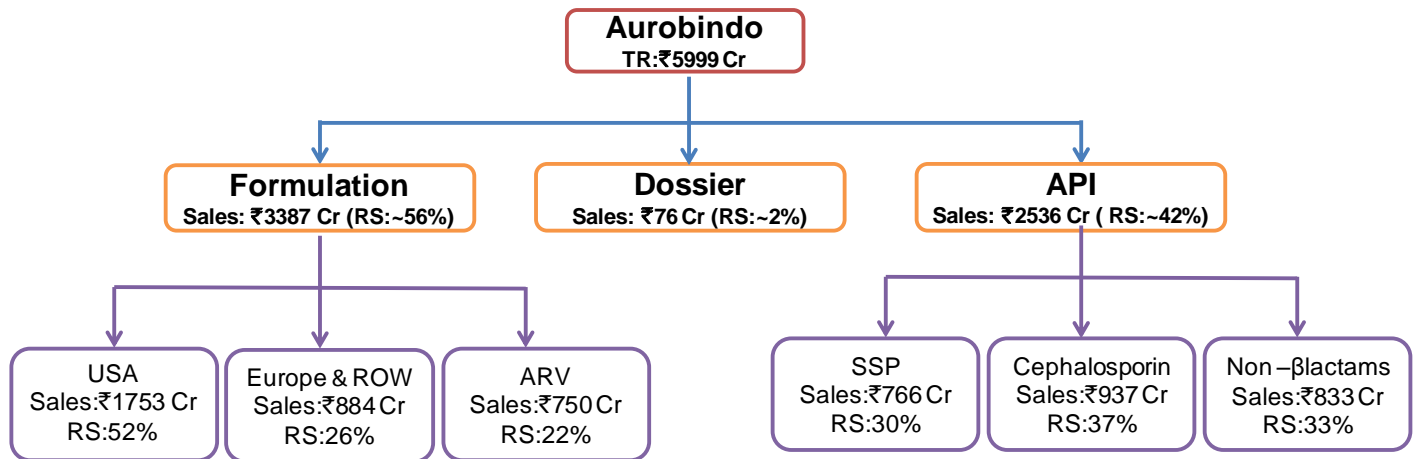 Aurobindo
TR:₹5999 Cr
Formulation
Sales: ₹3387 Cr (RS:~56%)
Dossier
Sales: ₹76 Cr (RS:~2%)
API
Sales: ₹2536 Cr ( RS:~42%)
USA
Sales:₹1753 Cr
RS:52%
Europe & ROW
Sales:₹884 Cr
RS:26%
ARV
Sales:₹750 Cr
RS:22%
SSP
Sales:₹766 Cr
RS:30%
Cephalosporin
Sales:₹937 Cr
RS:37%
Non –βlactams
Sales:₹833 Cr
RS:33%